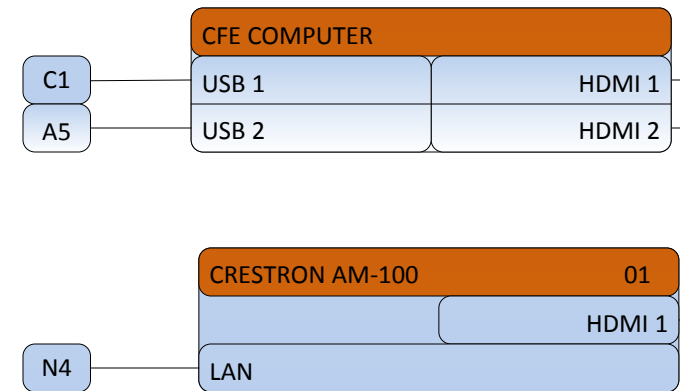 CFE COMPUTER
C1 USB 1 HDMI 1
A5 USB 2 HDMI 2
CRESTRON AM-100 01
HDMI 1
N4 LAN